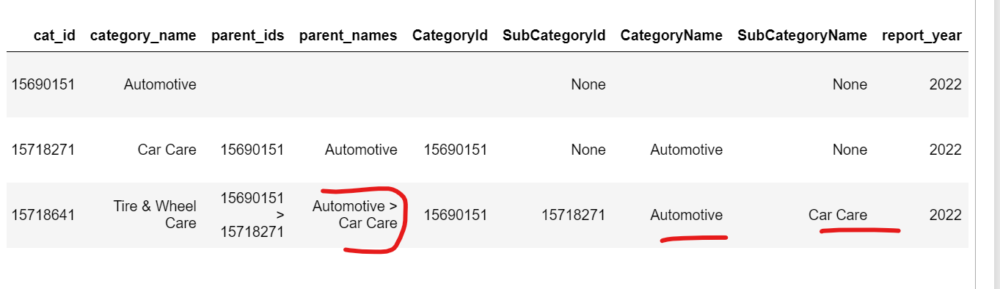 cat_id category_name parent_ids parent_names CategoryId SubCategoryId CategoryName SubCategoryName report_year
15690151 Automotive None None 2022
15718271 Car Care 15690151 Automotive 15690151 None Automotive None 2022
15718641 Tire & Wheel Care 15690151 > 15718271 Automotive > Car Care 15690151 15718271 Automotive Car Care 2022